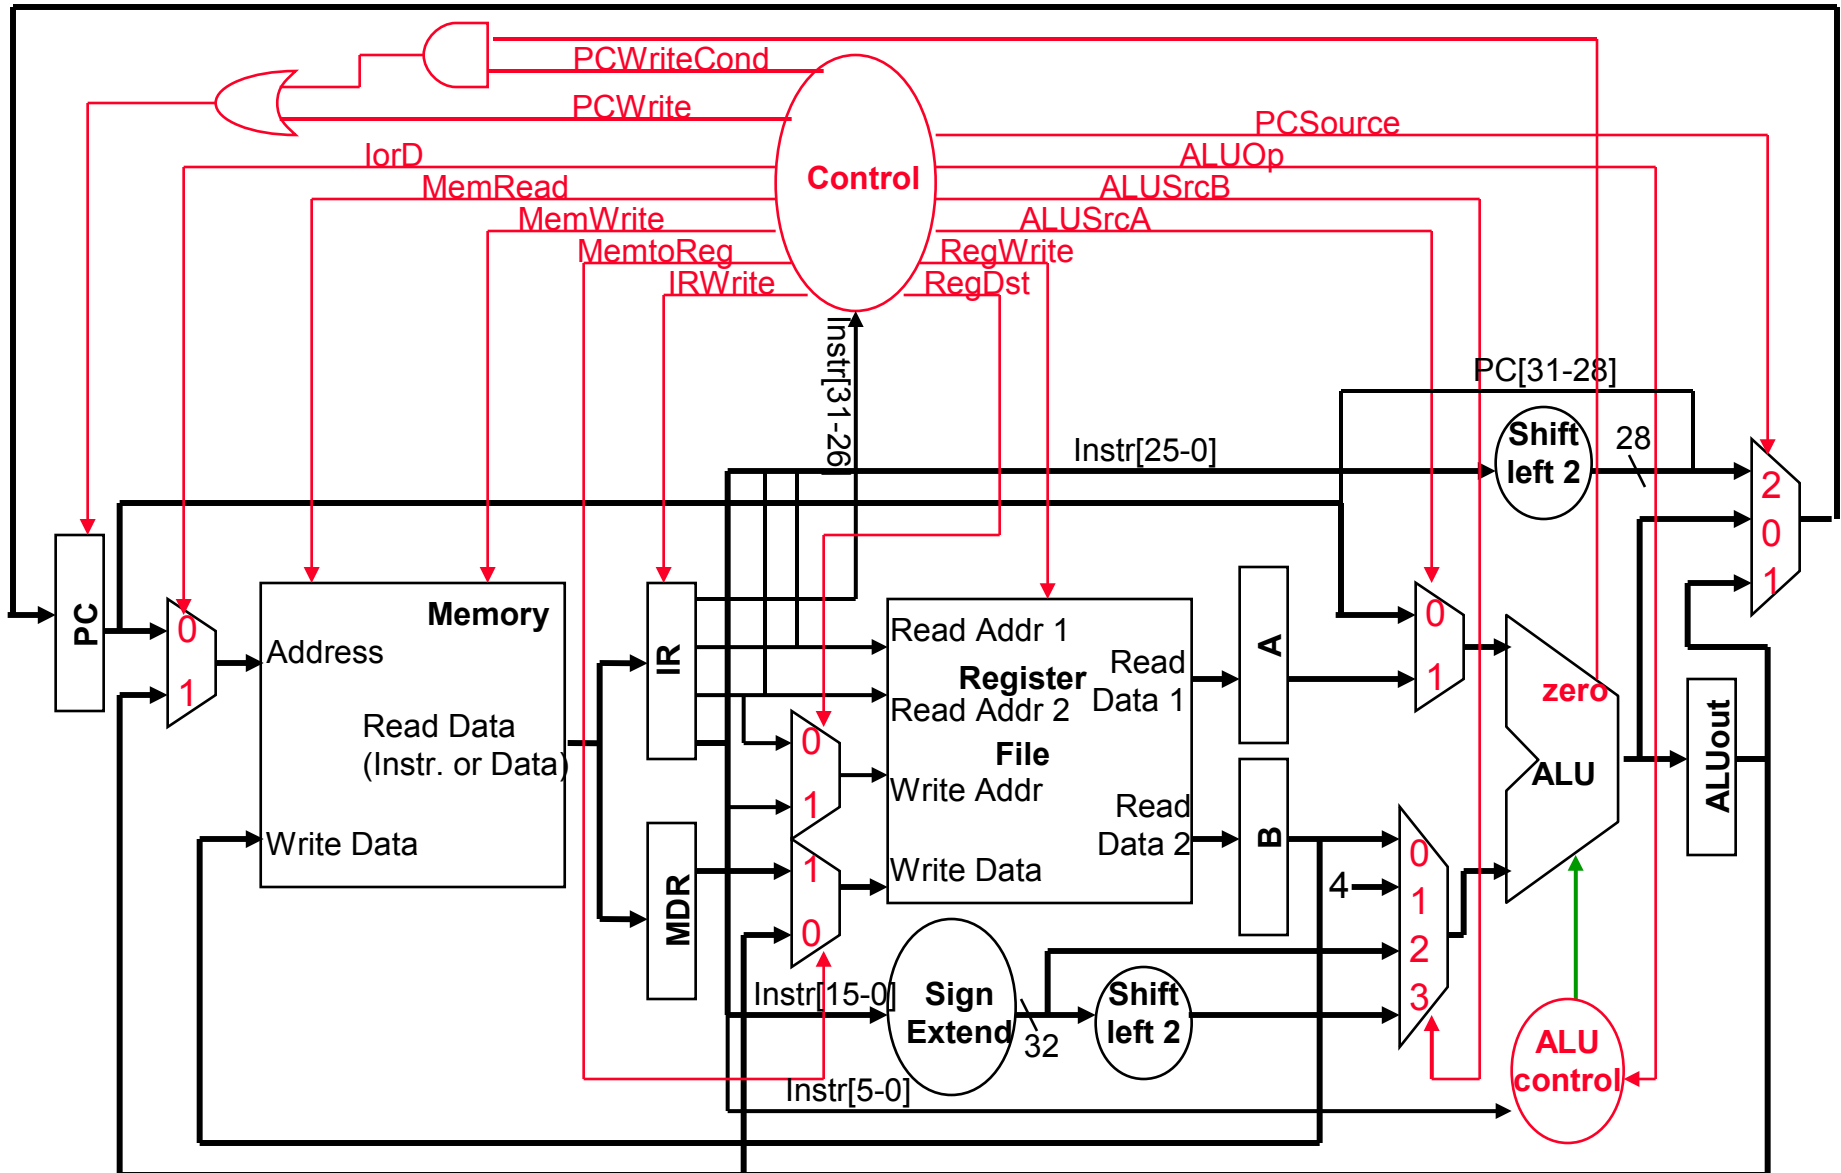 PCWriteCond
PCWrite
PCSource
IorD
ALUOp
Control
MemRead
ALUSrcB
MemWrite
ALUSrcA
MemtoReg
RegWrite
IRWrite
RegDst
Instr[31-26]
PC[31-28]
Instr[25-0]
Shift
left 2
28
2
0
1
PC
0
1
Memory
Address
Read Data
(Instr. or Data)
Write Data
IR
MDR
0
1
1
0
Read Addr 1
Register
Read Addr 2
File
Write Addr
Write Data
Read
Data 1
Read
Data 2
A
B
0
1
4
0
1
2
3
zero
ALU
ALUout
Instr[15-0]
Sign
Extend
32
Shift
left 2
ALU
control
Instr[5-0]